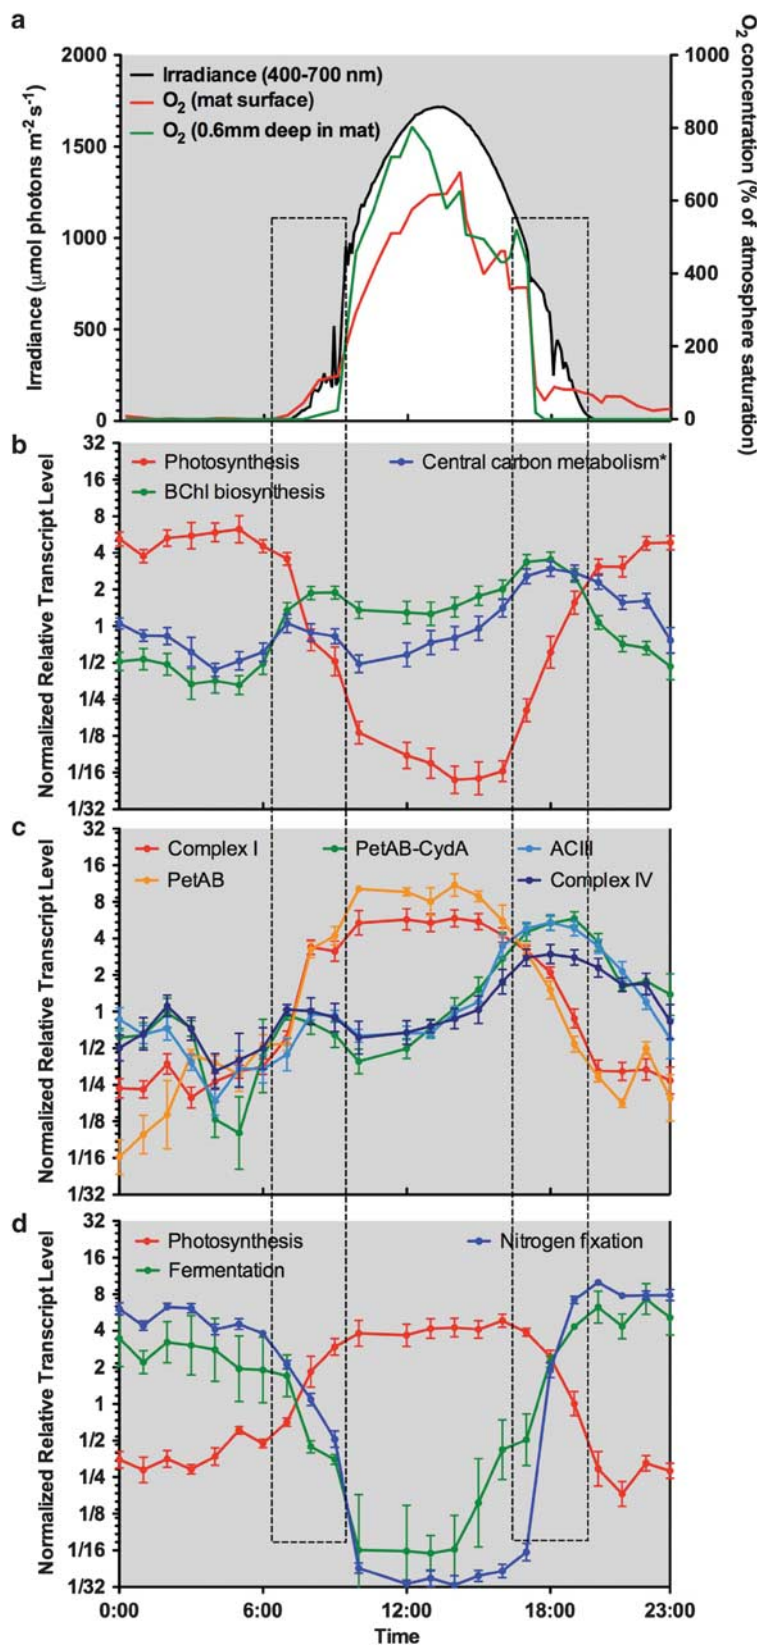 a
2000
1500
1000
500
0
Irradiance (µmol photons m-2 s-1)
Irradiance (400-700 nm)
O2 (mat surface)
O2 (0.6mm deep in mat)
1000
800
600
400
200
0
O2 concentration (% of atmosphere saturation)
b
32
16
8
4
2
1
1/2
1/4
1/8
1/16
1/32
Normalized Relative Transcript Level
Photosynthesis
BChl biosynthesis
Central carbon metabolism*
c
32
16
8
4
2
1
1/2
1/4
1/8
1/16
1/32
Normalized Relative Transcript Level
Complex I
PetAB
PetAB-CydA
ACIII
Complex IV
d
32
16
8
4
2
1
1/2
1/4
1/8
1/16
1/32
Normalized Relative Transcript Level
Photosynthesis
Fermentation
Nitrogen fixation
0:00 6:00 12:00 18:00 23:00
Time